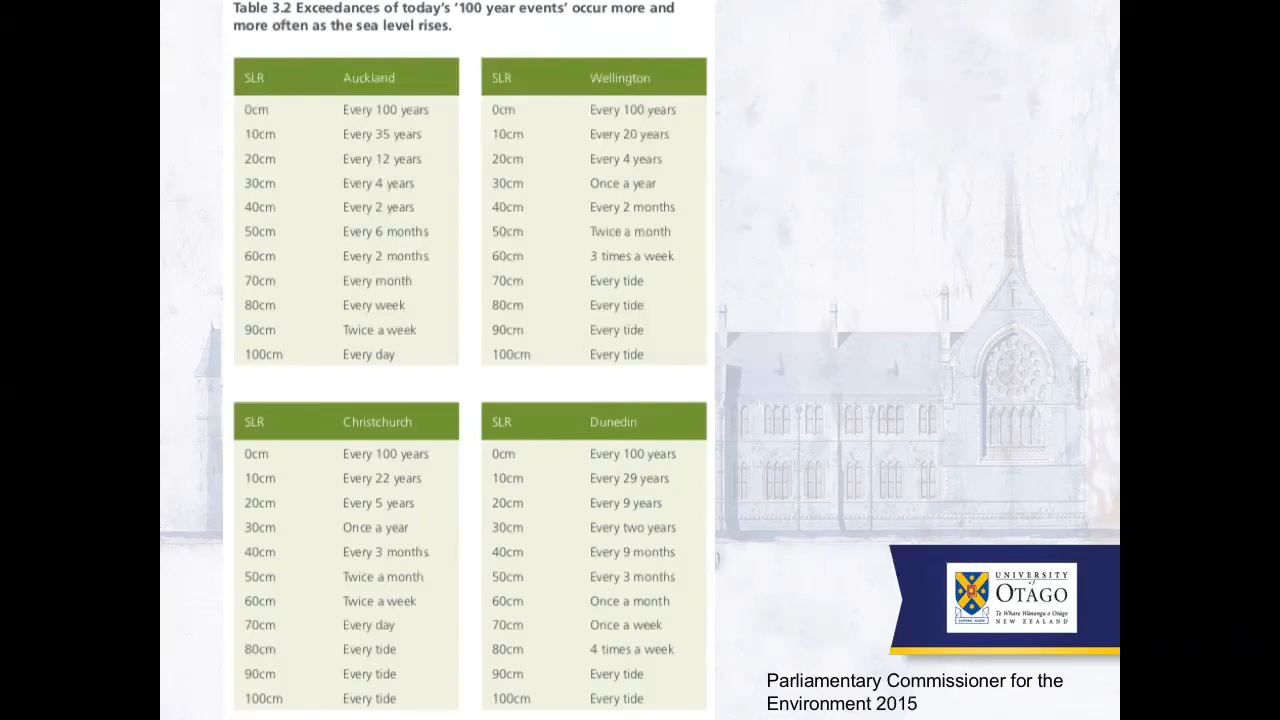 Table 3.2 Exceedances of today's '100 year events' occur more and
more often as the sea level rises.
SLR Auckland
0cm Every 100 years
10cm Every 35 years
20cm Every 12 years
30cm Every 4 years
40cm Every 2 years
50cm Every 6 months
60cm Every 2 months
70cm Every month
80cm Every week
90cm Twice a week
100cm Every day
SLR Wellington
0cm Every 100 years
10cm Every 20 years
20cm Every 4 years
30cm Once a year
40cm Every 2 months
50cm Twice a month
60cm 3 times a week
70cm Every tide
80cm Every tide
90cm Every tide
100cm Every tide
SLR Christchurch
0cm Every 100 years
10cm Every 22 years
20cm Every 5 years
30cm Once a year
40cm Every 3 months
50cm Twice a month
60cm Twice a week
70cm Every day
80cm Every tide
90cm Every tide
100cm Every tide
SLR Dunedin
0cm Every 100 years
10cm Every 29 years
20cm Every 9 years
30cm Every two years
40cm Every 9 months
50cm Every 3 months
60cm Once a month
70cm Once a week
80cm 4 times a week
90cm Every tide
100cm Every tide
UNIVERSITY
of
OTAGO
Te Whare Wānanga o Otāgo
NEW ZEALAND
Parliamentary Commissioner for the
Environment 2015